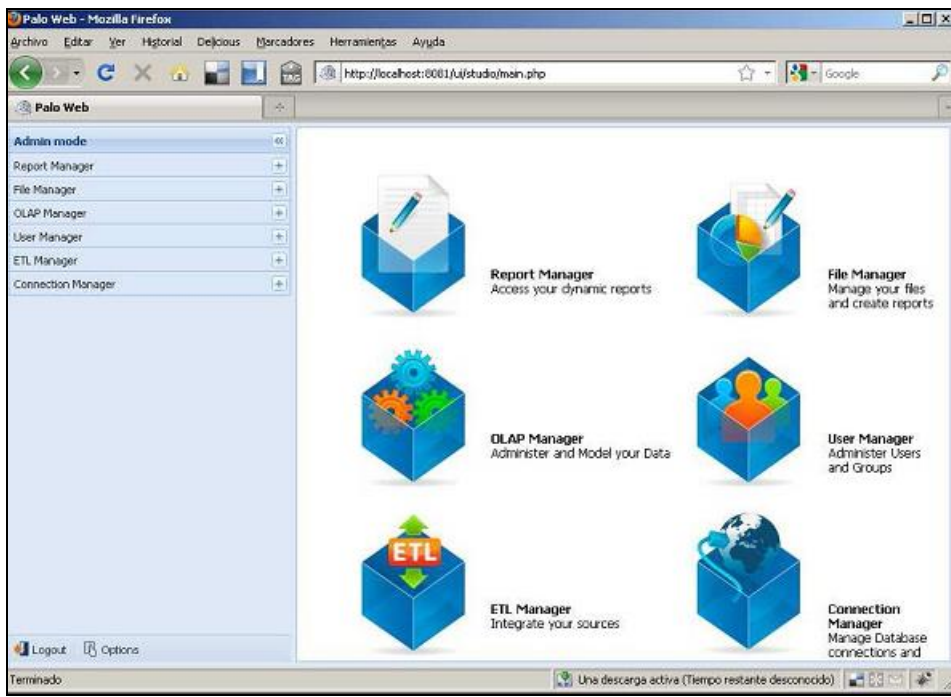 Palo Web - Mozilla Firefox
Archivo Editar Ver Historial Delicious Marcadores Herramientas Ayuda
http://localhost:8081/ui/studio/main.php
Google
Palo Web
Admin mode
Report Manager
File Manager
OLAP Manager
User Manager
ETL Manager
Connection Manager
Report Manager
Access your dynamic reports
File Manager
Manage your files
and create reports
OLAP Manager
Administer and Model your Data
User Manager
Administer Users
and Groups
ETL
ETL Manager
Integrate your sources
Connection
Manager
Manage Database
connections and
Logout Options
Terminado
Una descarga activa (Tiempo restante desconocido)